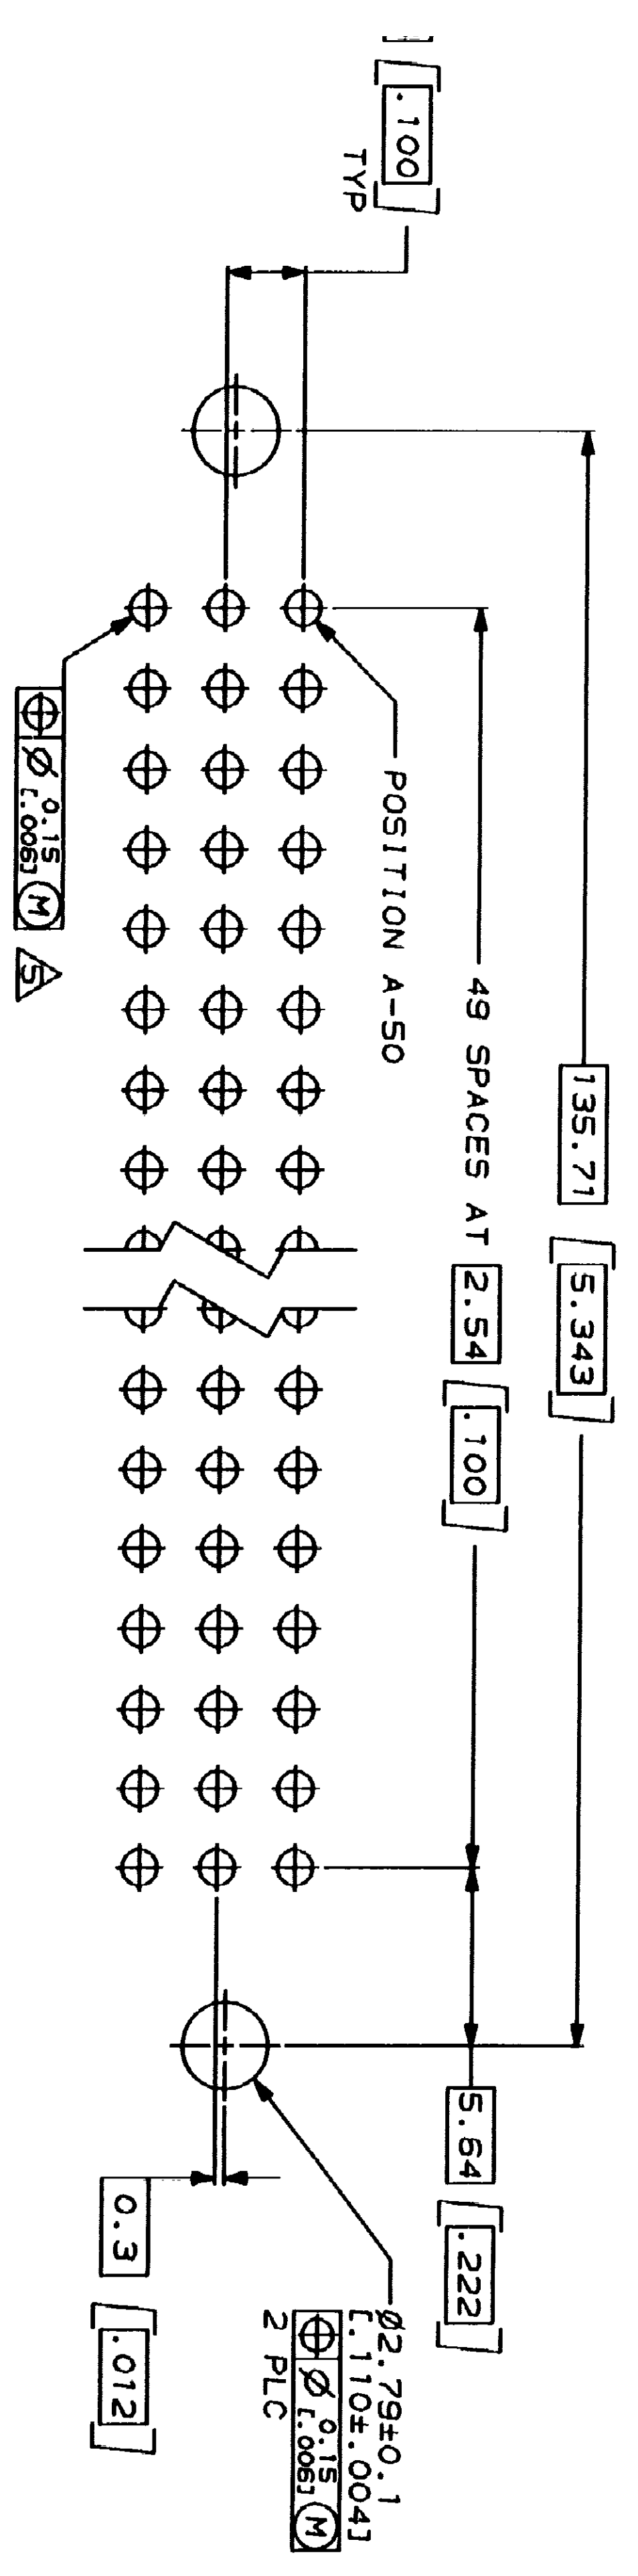 [.100]
TYP
135.71 [5.343]
49 SPACES AT 2.54 [.100]
5.64 [.222]
POSITION A-50
⌖ Ø 0.15 Ⓜ
[.006]
5
Ø2.79±0.1
[.110±.004]
⌖ Ø 0.15 Ⓜ
[.006]
2 PLC
0.3 [.012]